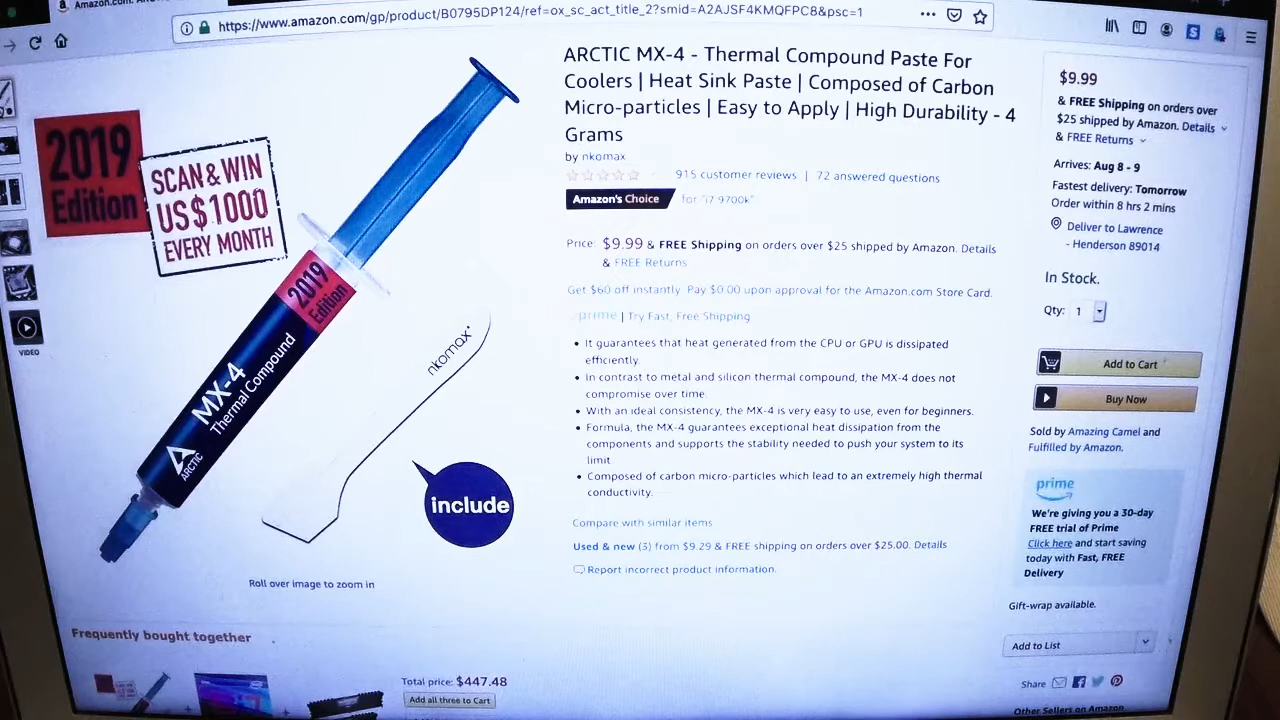 Amazon.com: ARC
https://www.amazon.com/gp/product/B0795DP124/ref=ox_sc_act_title_2?smid=A2AJSF4KMQFPC8&psc=1
S
ARCTIC MX-4 - Thermal Compound Paste For
Coolers | Heat Sink Paste | Composed of Carbon
Micro-particles | Easy to Apply | High Durability - 4
Grams
by nkomax
915 customer reviews | 72 answered questions
Amazon's Choice for "i7 9700k"
Price: $9.99 & FREE Shipping on orders over $25 shipped by Amazon. Details
& FREE Returns
Get $60 off instantly: Pay $0.00 upon approval for the Amazon.com Store Card.
prime | Try Fast, Free Shipping
• It guarantees that heat generated from the CPU or GPU is dissipated
efficiently.
• In contrast to metal and silicon thermal compound, the MX-4 does not
compromise over time.
• With an ideal consistency, the MX-4 is very easy to use, even for beginners.
• Formula, the MX-4 guarantees exceptional heat dissipation from the
components and supports the stability needed to push your system to its
limit.
• Composed of carbon micro-particles which lead to an extremely high thermal
conductivity.
Compare with similar items
Used & new (3) from $9.29 & FREE shipping on orders over $25.00. Details
Report incorrect product information.
2019
Edition
SCAN & WIN
US$1000
EVERY MONTH
2019
Edition
MX-4
Thermal Compound
ARCTIC
nkomax
include
VIDEO
Roll over image to zoom in
Frequently bought together
Total price: $447.48
Add all three to Cart
$9.99
& FREE Shipping on orders over
$25 shipped by Amazon. Details
& FREE Returns
Arrives: Aug 8 - 9
Fastest delivery: Tomorrow
Order within 8 hrs 2 mins
Deliver to Lawrence
- Henderson 89014
In Stock.
Qty: 1
Add to Cart
Buy Now
Sold by Amazing Camel and
Fulfilled by Amazon.
prime
We're giving you a 30-day
FREE trial of Prime
Click here and start saving
today with Fast, FREE
Delivery
Gift-wrap available.
Add to List
Share
Other Sellers on Amazon